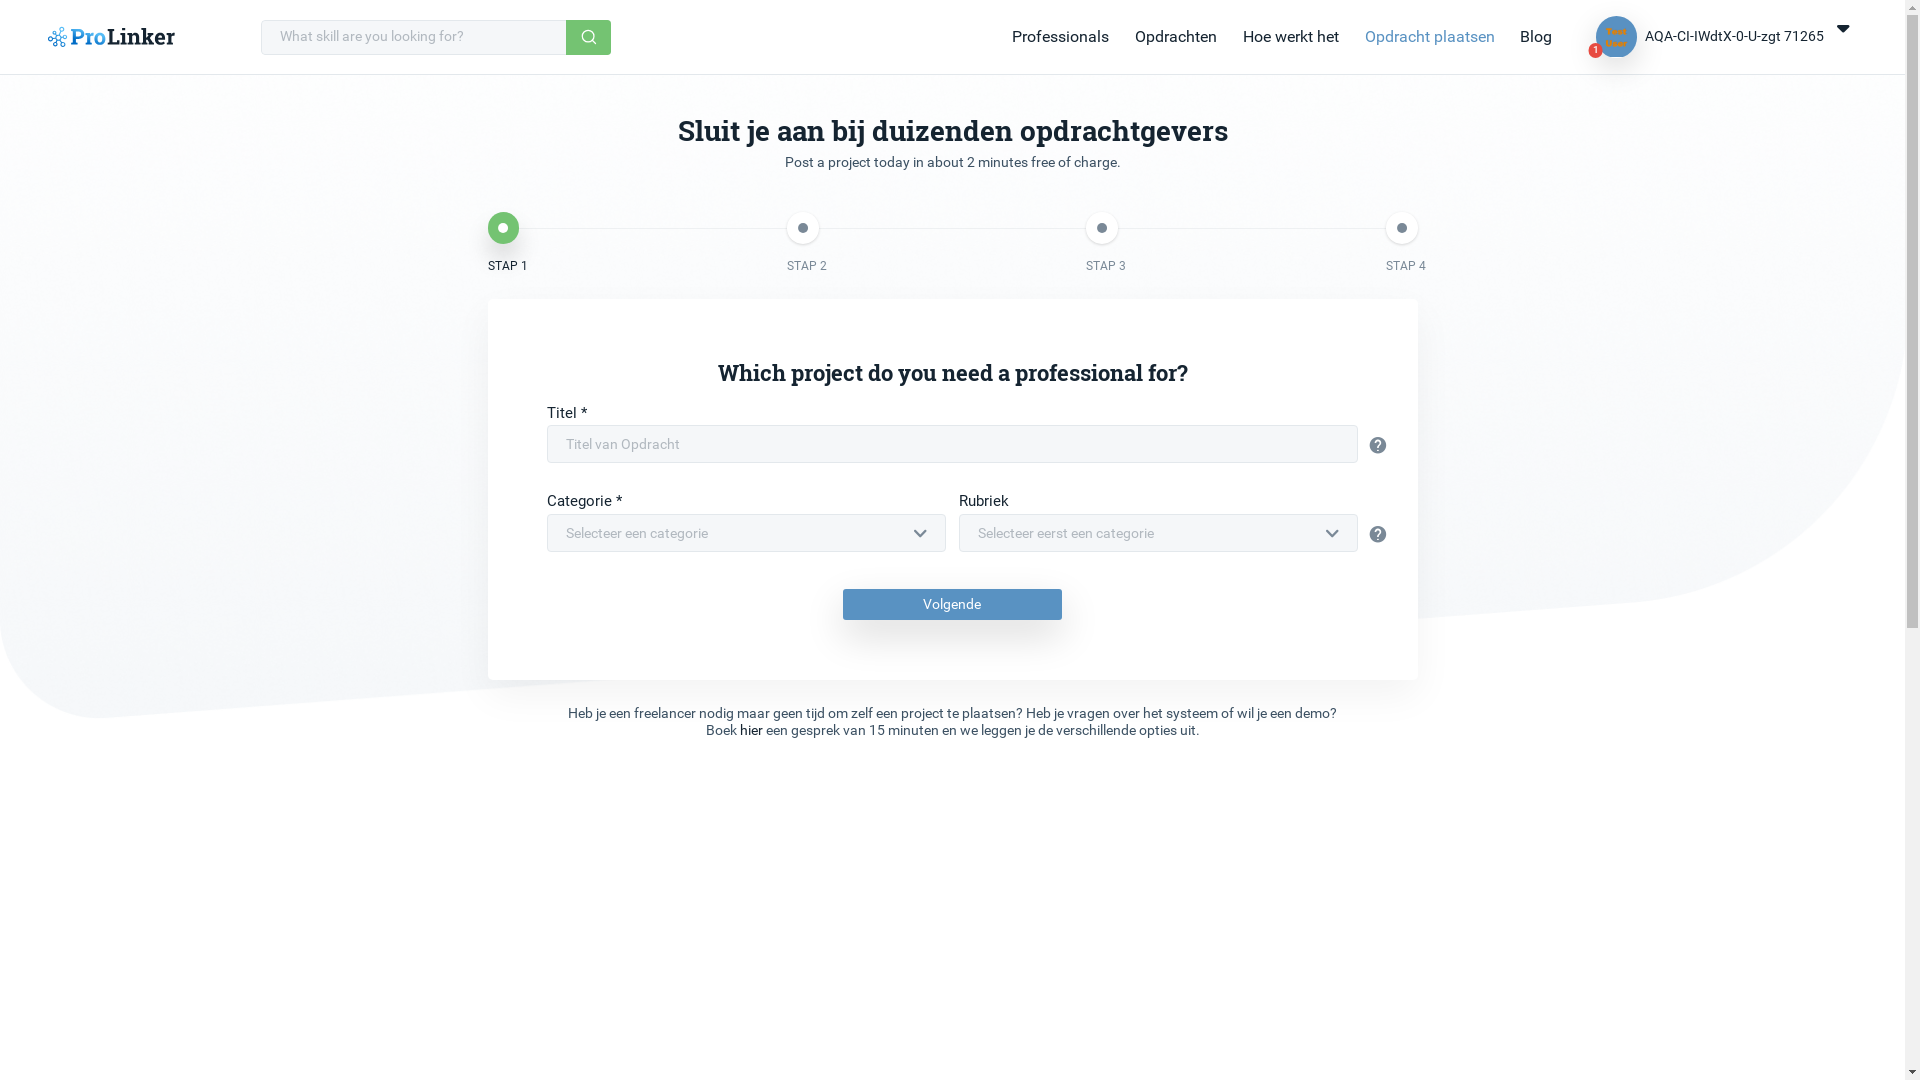 ProLinker
What skill are you looking for?
Professionals
Opdrachten
Hoe werkt het
Opdracht plaatsen
Blog
Test
User
1
AQA-CI-IWdtX-0-U-zgt 71265
Sluit je aan bij duizenden opdrachtgevers
Post a project today in about 2 minutes free of charge.
STAP 1
STAP 2
STAP 3
STAP 4
Which project do you need a professional for?
Titel *
Titel van Opdracht
Categorie *
Rubriek
Selecteer een categorie
Selecteer eerst een categorie
Volgende
Heb je een freelancer nodig maar geen tijd om zelf een project te plaatsen? Heb je vragen over het systeem of wil je een demo?
Boek hier een gesprek van 15 minuten en we leggen je de verschillende opties uit.